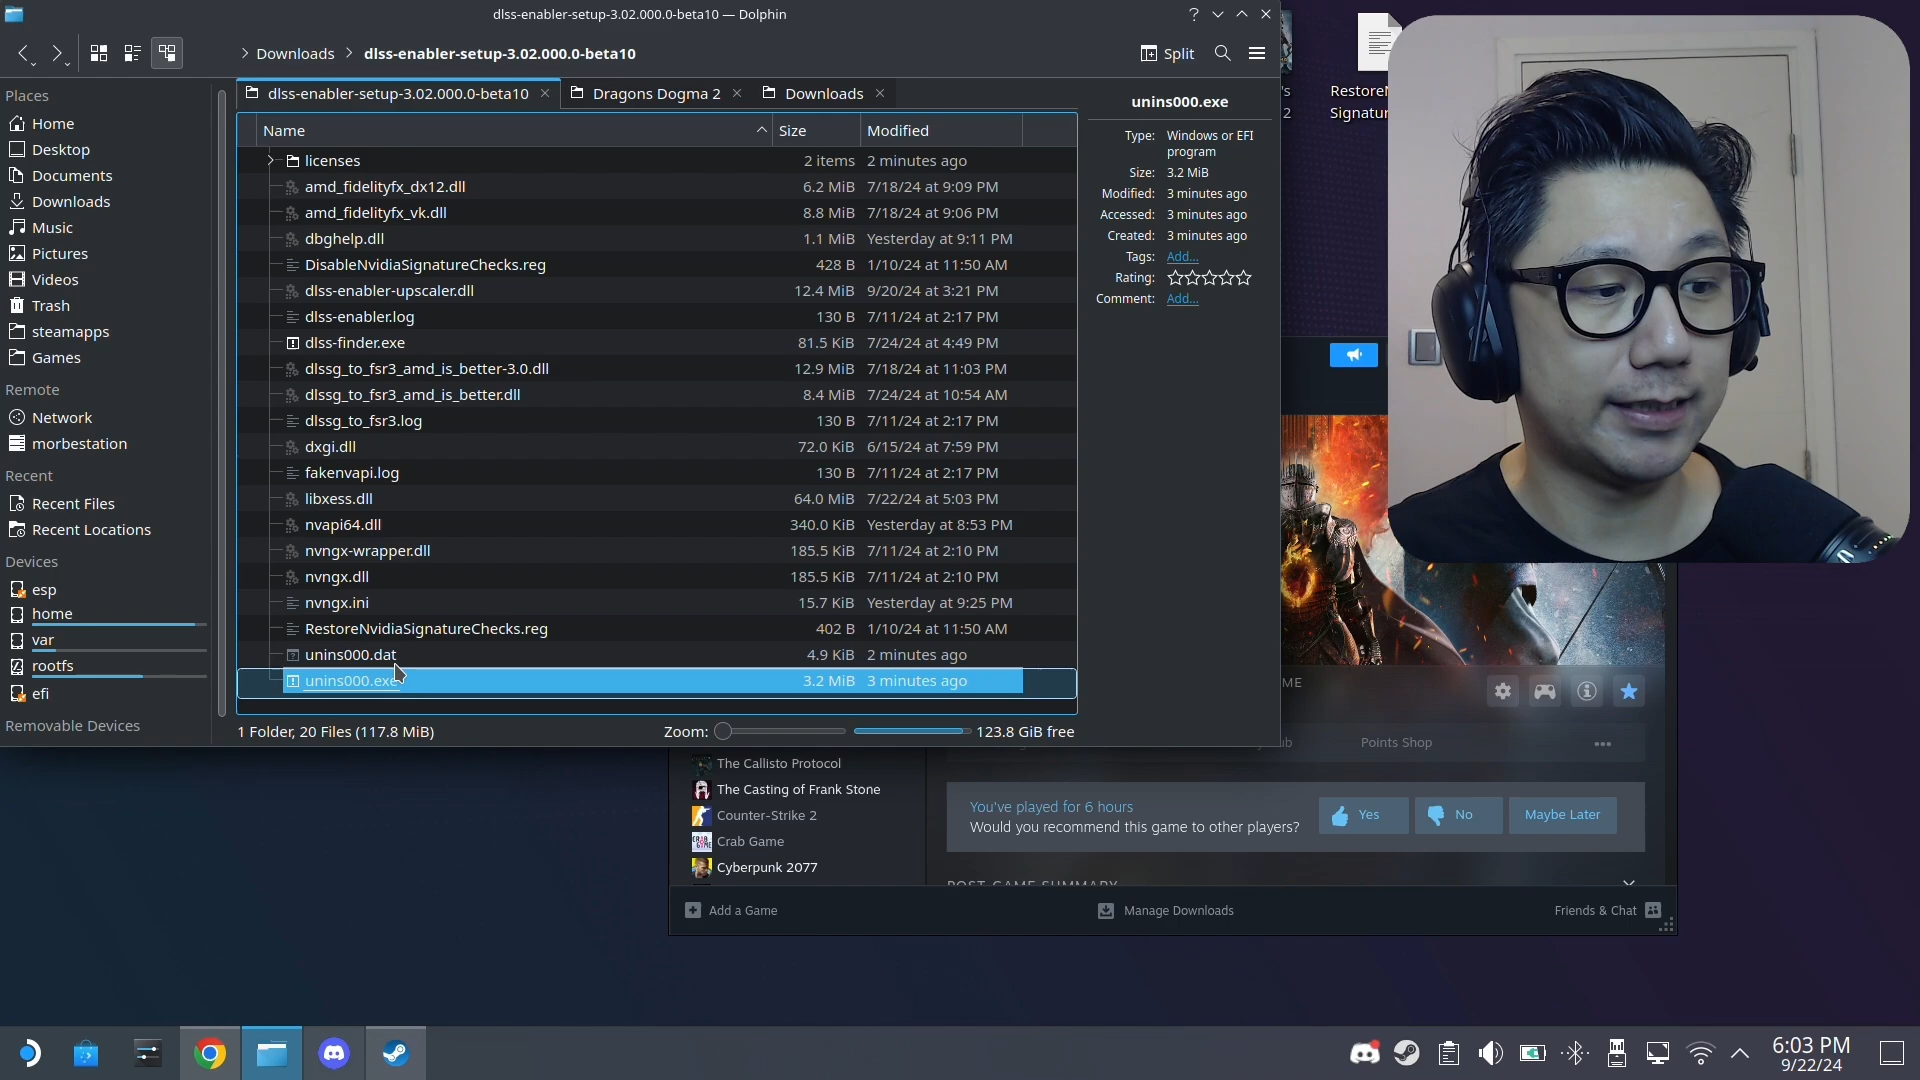 dlss-enabler-setup-3.02.000.0-beta10 — Dolphin
Downloads
dlss-enabler-setup-3.02.000.0-beta10
Split
Places
Home
Desktop
Documents
Downloads
Music
Pictures
Videos
Trash
steamapps
Games
Remote
Network
morbestation
Recent
Recent Files
Recent Locations
Devices
esp
home
var
rootfs
efi
Removable Devices
dlss-enabler-setup-3.02.000.0-beta10
Dragons Dogma 2
Downloads
Name Size Modified
licenses 2 items 2 minutes ago
amd_fidelityfx_dx12.dll 6.2 MiB 7/18/24 at 9:09 PM
amd_fidelityfx_vk.dll 8.8 MiB 7/18/24 at 9:06 PM
dbghelp.dll 1.1 MiB Yesterday at 9:11 PM
DisableNvidiaSignatureChecks.reg 428 B 1/10/24 at 11:50 AM
dlss-enabler-upscaler.dll 12.4 MiB 9/20/24 at 3:21 PM
dlss-enabler.log 130 B 7/11/24 at 2:17 PM
dlss-finder.exe 81.5 KiB 7/24/24 at 4:49 PM
dlssg_to_fsr3_amd_is_better-3.0.dll 12.9 MiB 7/18/24 at 11:03 PM
dlssg_to_fsr3_amd_is_better.dll 8.4 MiB 7/24/24 at 10:54 AM
dlssg_to_fsr3.log 130 B 7/11/24 at 2:17 PM
dxgi.dll 72.0 KiB 6/15/24 at 7:59 PM
fakenvapi.log 130 B 7/11/24 at 2:17 PM
libxess.dll 64.0 MiB 7/22/24 at 5:03 PM
nvapi64.dll 340.0 KiB Yesterday at 8:53 PM
nvngx-wrapper.dll 185.5 KiB 7/11/24 at 2:10 PM
nvngx.dll 185.5 KiB 7/11/24 at 2:10 PM
nvngx.ini 15.7 KiB Yesterday at 9:25 PM
RestoreNvidiaSignatureChecks.reg 402 B 1/10/24 at 11:50 AM
unins000.dat 4.9 KiB 2 minutes ago
unins000.exe 3.2 MiB 3 minutes ago
1 Folder, 20 Files (117.8 MiB)
Zoom:
123.8 GiB free
unins000.exe
Type: Windows or EFI
program
Size: 3.2 MiB
Modified: 3 minutes ago
Accessed: 3 minutes ago
Created: 3 minutes ago
Tags: Add...
Rating:
Comment: Add...
's
2
Restore
Signatur
ME
ub
Points Shop
The Callisto Protocol
The Casting of Frank Stone
Counter-Strike 2
Crab Game
Cyberpunk 2077
You've played for 6 hours
Would you recommend this game to other players?
Yes
No
Maybe Later
POST-GAME SUMMARY
Add a Game
Manage Downloads
Friends & Chat
6:03 PM
9/22/24